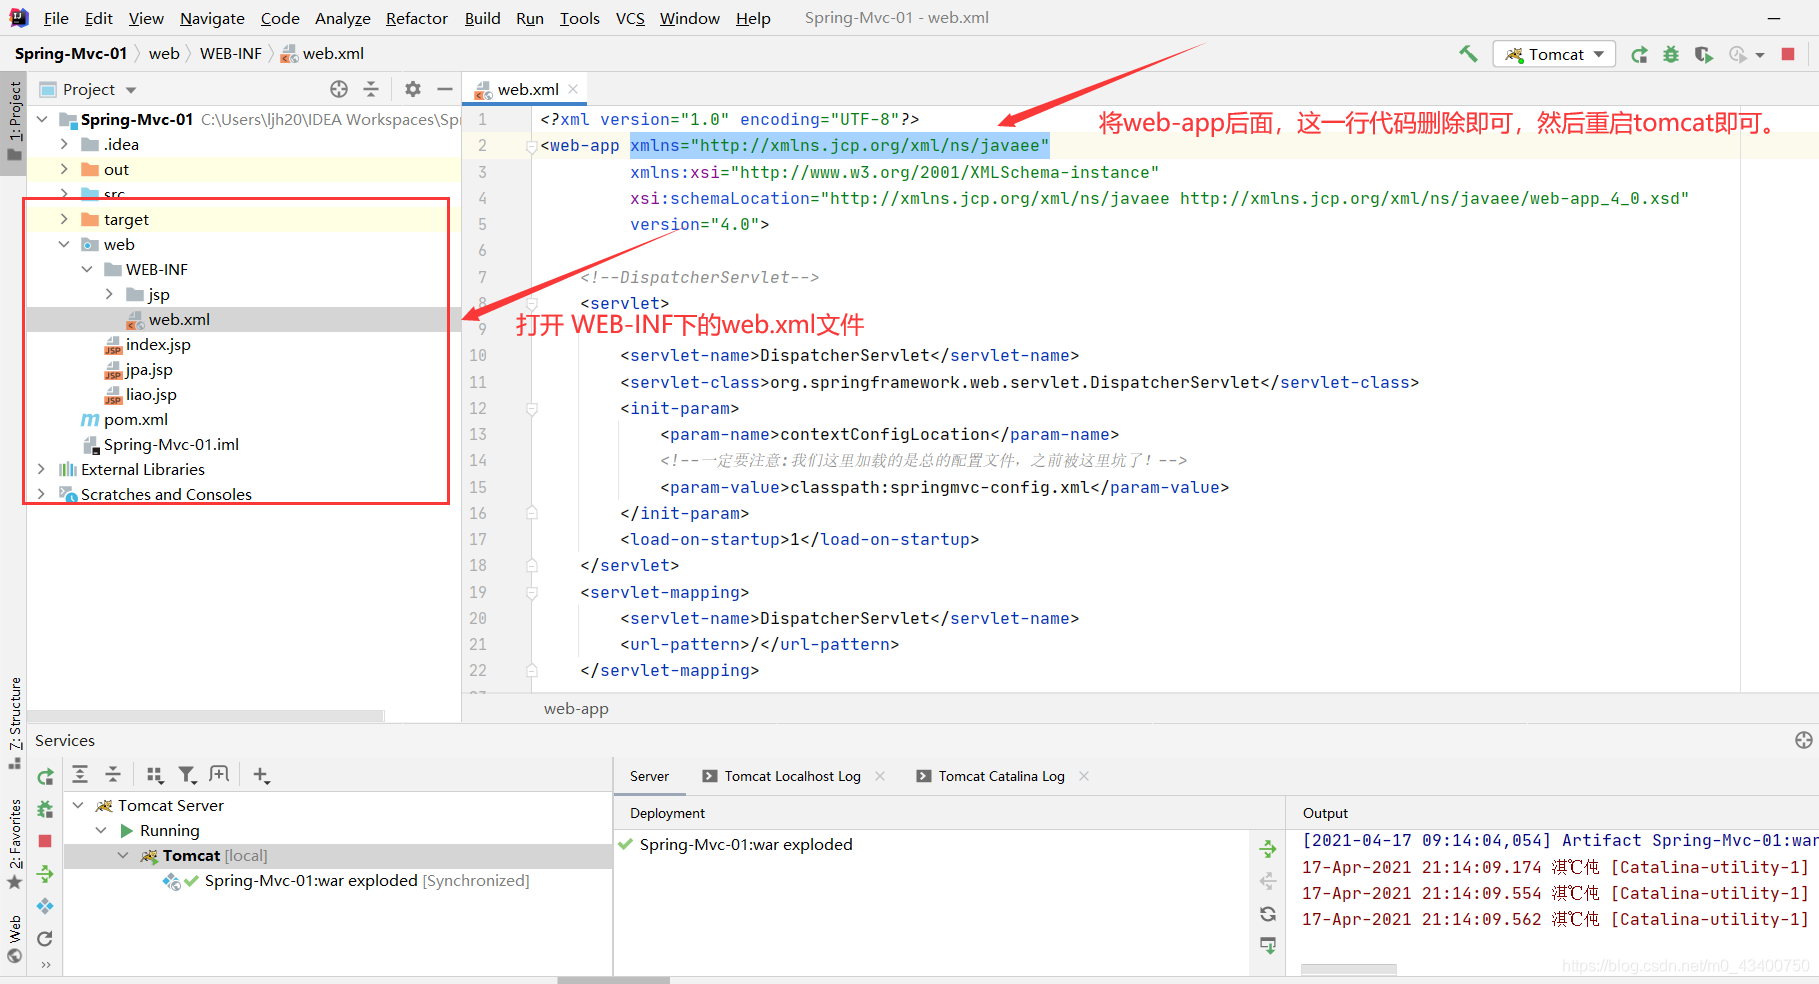 File Edit View Navigate Code Analyze Refactor Build Run Tools VCS Window Help Spring-Mvc-01 - web.xml
Spring-Mvc-01 web WEB-INF web.xml
Tomcat
1: Project
Project
Spring-Mvc-01 C:\Users\ljh20\IDEA Workspaces\Spr
.idea
out
src
target
web
WEB-INF
jsp
web.xml
index.jsp
jpa.jsp
liao.jsp
pom.xml
Spring-Mvc-01.iml
External Libraries
Scratches and Consoles
web.xml
将web-app后面，这一行代码删除即可，然后重启tomcat即可。
打开 WEB-INF下的web.xml文件
1 <?xml version="1.0" encoding="UTF-8"?>
2 <web-app xmlns="http://xmlns.jcp.org/xml/ns/javaee"
3 xmlns:xsi="http://www.w3.org/2001/XMLSchema-instance"
4 xsi:schemaLocation="http://xmlns.jcp.org/xml/ns/javaee http://xmlns.jcp.org/xml/ns/javaee/web-app_4_0.xsd"
5 version="4.0">
6
7 <!--DispatcherServlet-->
8 <servlet>
9
10 <servlet-name>DispatcherServlet</servlet-name>
11 <servlet-class>org.springframework.web.servlet.DispatcherServlet</servlet-class>
12 <init-param>
13 <param-name>contextConfigLocation</param-name>
14 <!--一定要注意:我们这里加载的是总的配置文件，之前被这里坑了！-->
15 <param-value>classpath:springmvc-config.xml</param-value>
16 </init-param>
17 <load-on-startup>1</load-on-startup>
18 </servlet>
19 <servlet-mapping>
20 <servlet-name>DispatcherServlet</servlet-name>
21 <url-pattern>/</url-pattern>
22 </servlet-mapping>
web-app
7: Structure
2: Favorites
Web
Services
Tomcat Server
Running
Tomcat [local]
Spring-Mvc-01:war exploded [Synchronized]
Server Tomcat Localhost Log Tomcat Catalina Log
Deployment
Spring-Mvc-01:war exploded
Output
[2021-04-17 09:14:04,054] Artifact Spring-Mvc-01:war
17-Apr-2021 21:14:09.174 淇℃伅 [Catalina-utility-1]
17-Apr-2021 21:14:09.554 淇℃伅 [Catalina-utility-1]
17-Apr-2021 21:14:09.562 淇℃伅 [Catalina-utility-1]
https://blog.csdn.net/m0_43400750